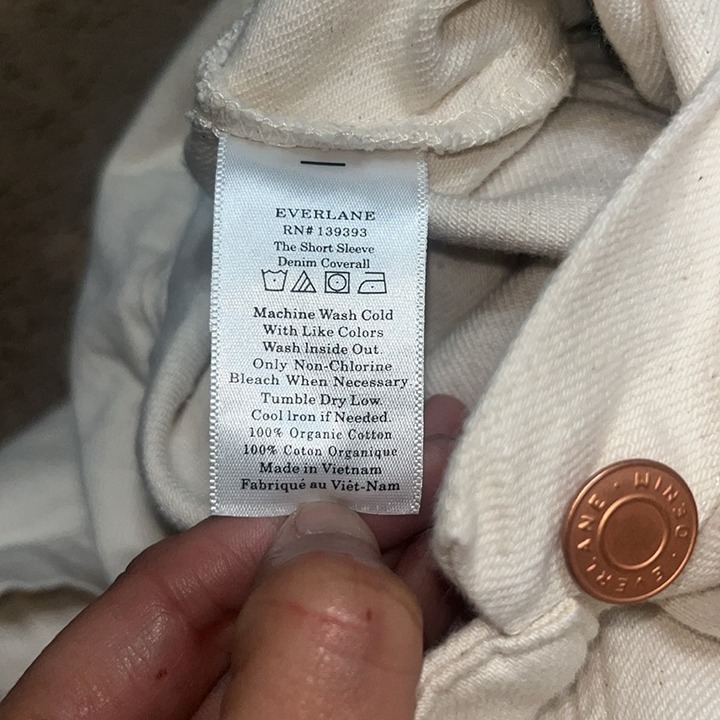 EVERLANE
RN# 139393
The Short Sleeve
Denim Coverall
Machine Wash Cold
With Like Colors
Wash Inside Out.
Only Non-Chlorine
Bleach When Necessary.
Tumble Dry Low.
Cool Iron if Needed.
100% Organic Cotton
100% Coton Organique
Made in Vietnam
Fabriqué au Viêt-Nam
EVERLANE · NINSO